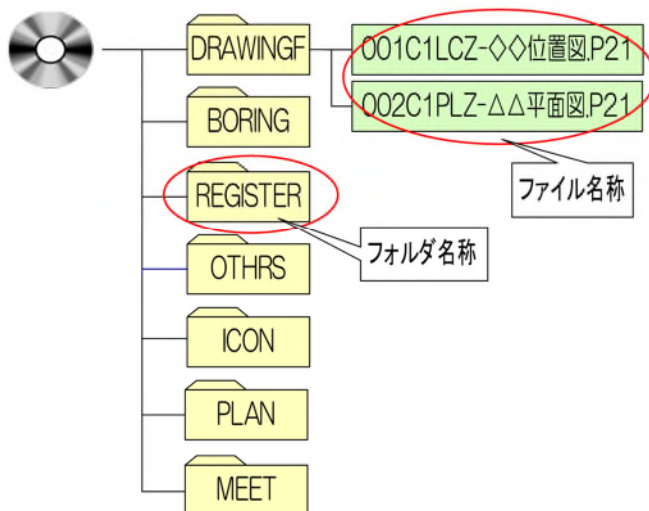 DRAWINGF
001C1LCZ-◇◇位置図.P21
002C1PLZ-△△平面図.P21
BORING
ファイル名称
REGISTER
フォルダ名称
OTHRS
ICON
PLAN
MEET